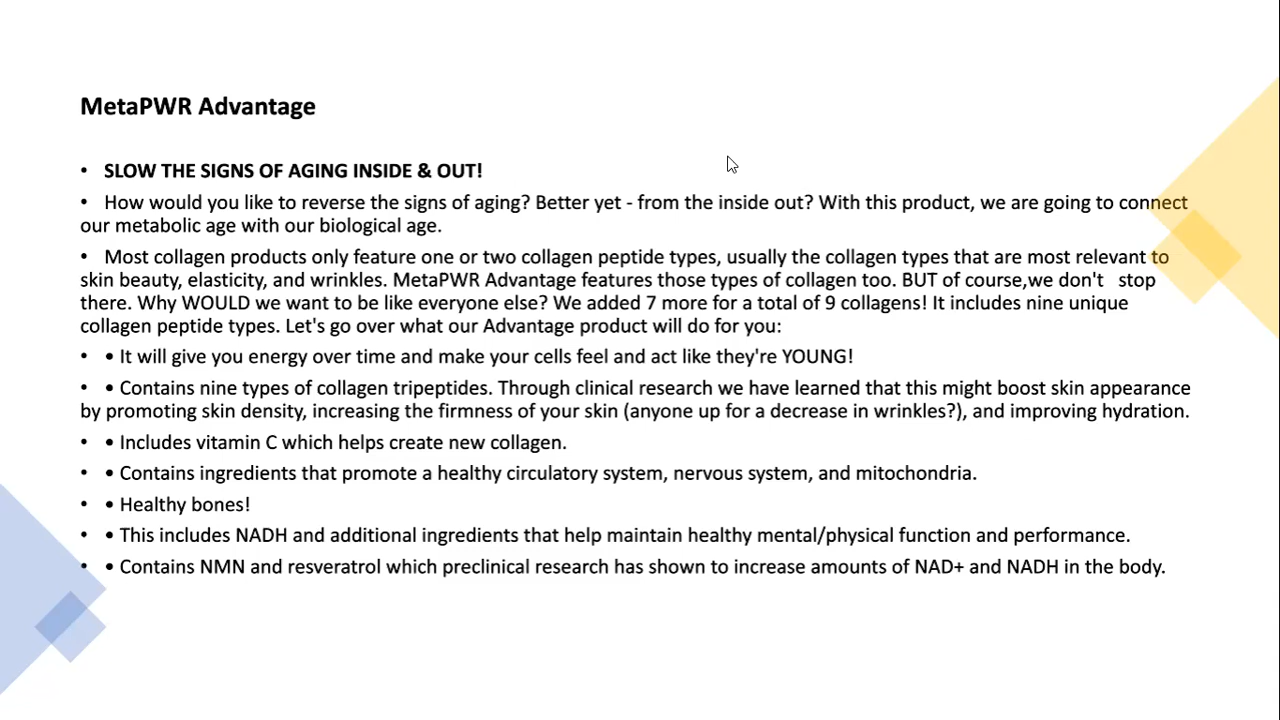 MetaPWR Advantage
• SLOW THE SIGNS OF AGING INSIDE & OUT!
• How would you like to reverse the signs of aging? Better yet - from the inside out? With this product, we are going to connect
our metabolic age with our biological age.
• Most collagen products only feature one or two collagen peptide types, usually the collagen types that are most relevant to
skin beauty, elasticity, and wrinkles. MetaPWR Advantage features those types of collagen too. BUT of course,we don't stop
there. Why WOULD we want to be like everyone else? We added 7 more for a total of 9 collagens! It includes nine unique
collagen peptide types. Let's go over what our Advantage product will do for you:
• • It will give you energy over time and make your cells feel and act like they're YOUNG!
• • Contains nine types of collagen tripeptides. Through clinical research we have learned that this might boost skin appearance
by promoting skin density, increasing the firmness of your skin (anyone up for a decrease in wrinkles?), and improving hydration.
• • Includes vitamin C which helps create new collagen.
• • Contains ingredients that promote a healthy circulatory system, nervous system, and mitochondria.
• • Healthy bones!
• • This includes NADH and additional ingredients that help maintain healthy mental/physical function and performance.
• • Contains NMN and resveratrol which preclinical research has shown to increase amounts of NAD+ and NADH in the body.